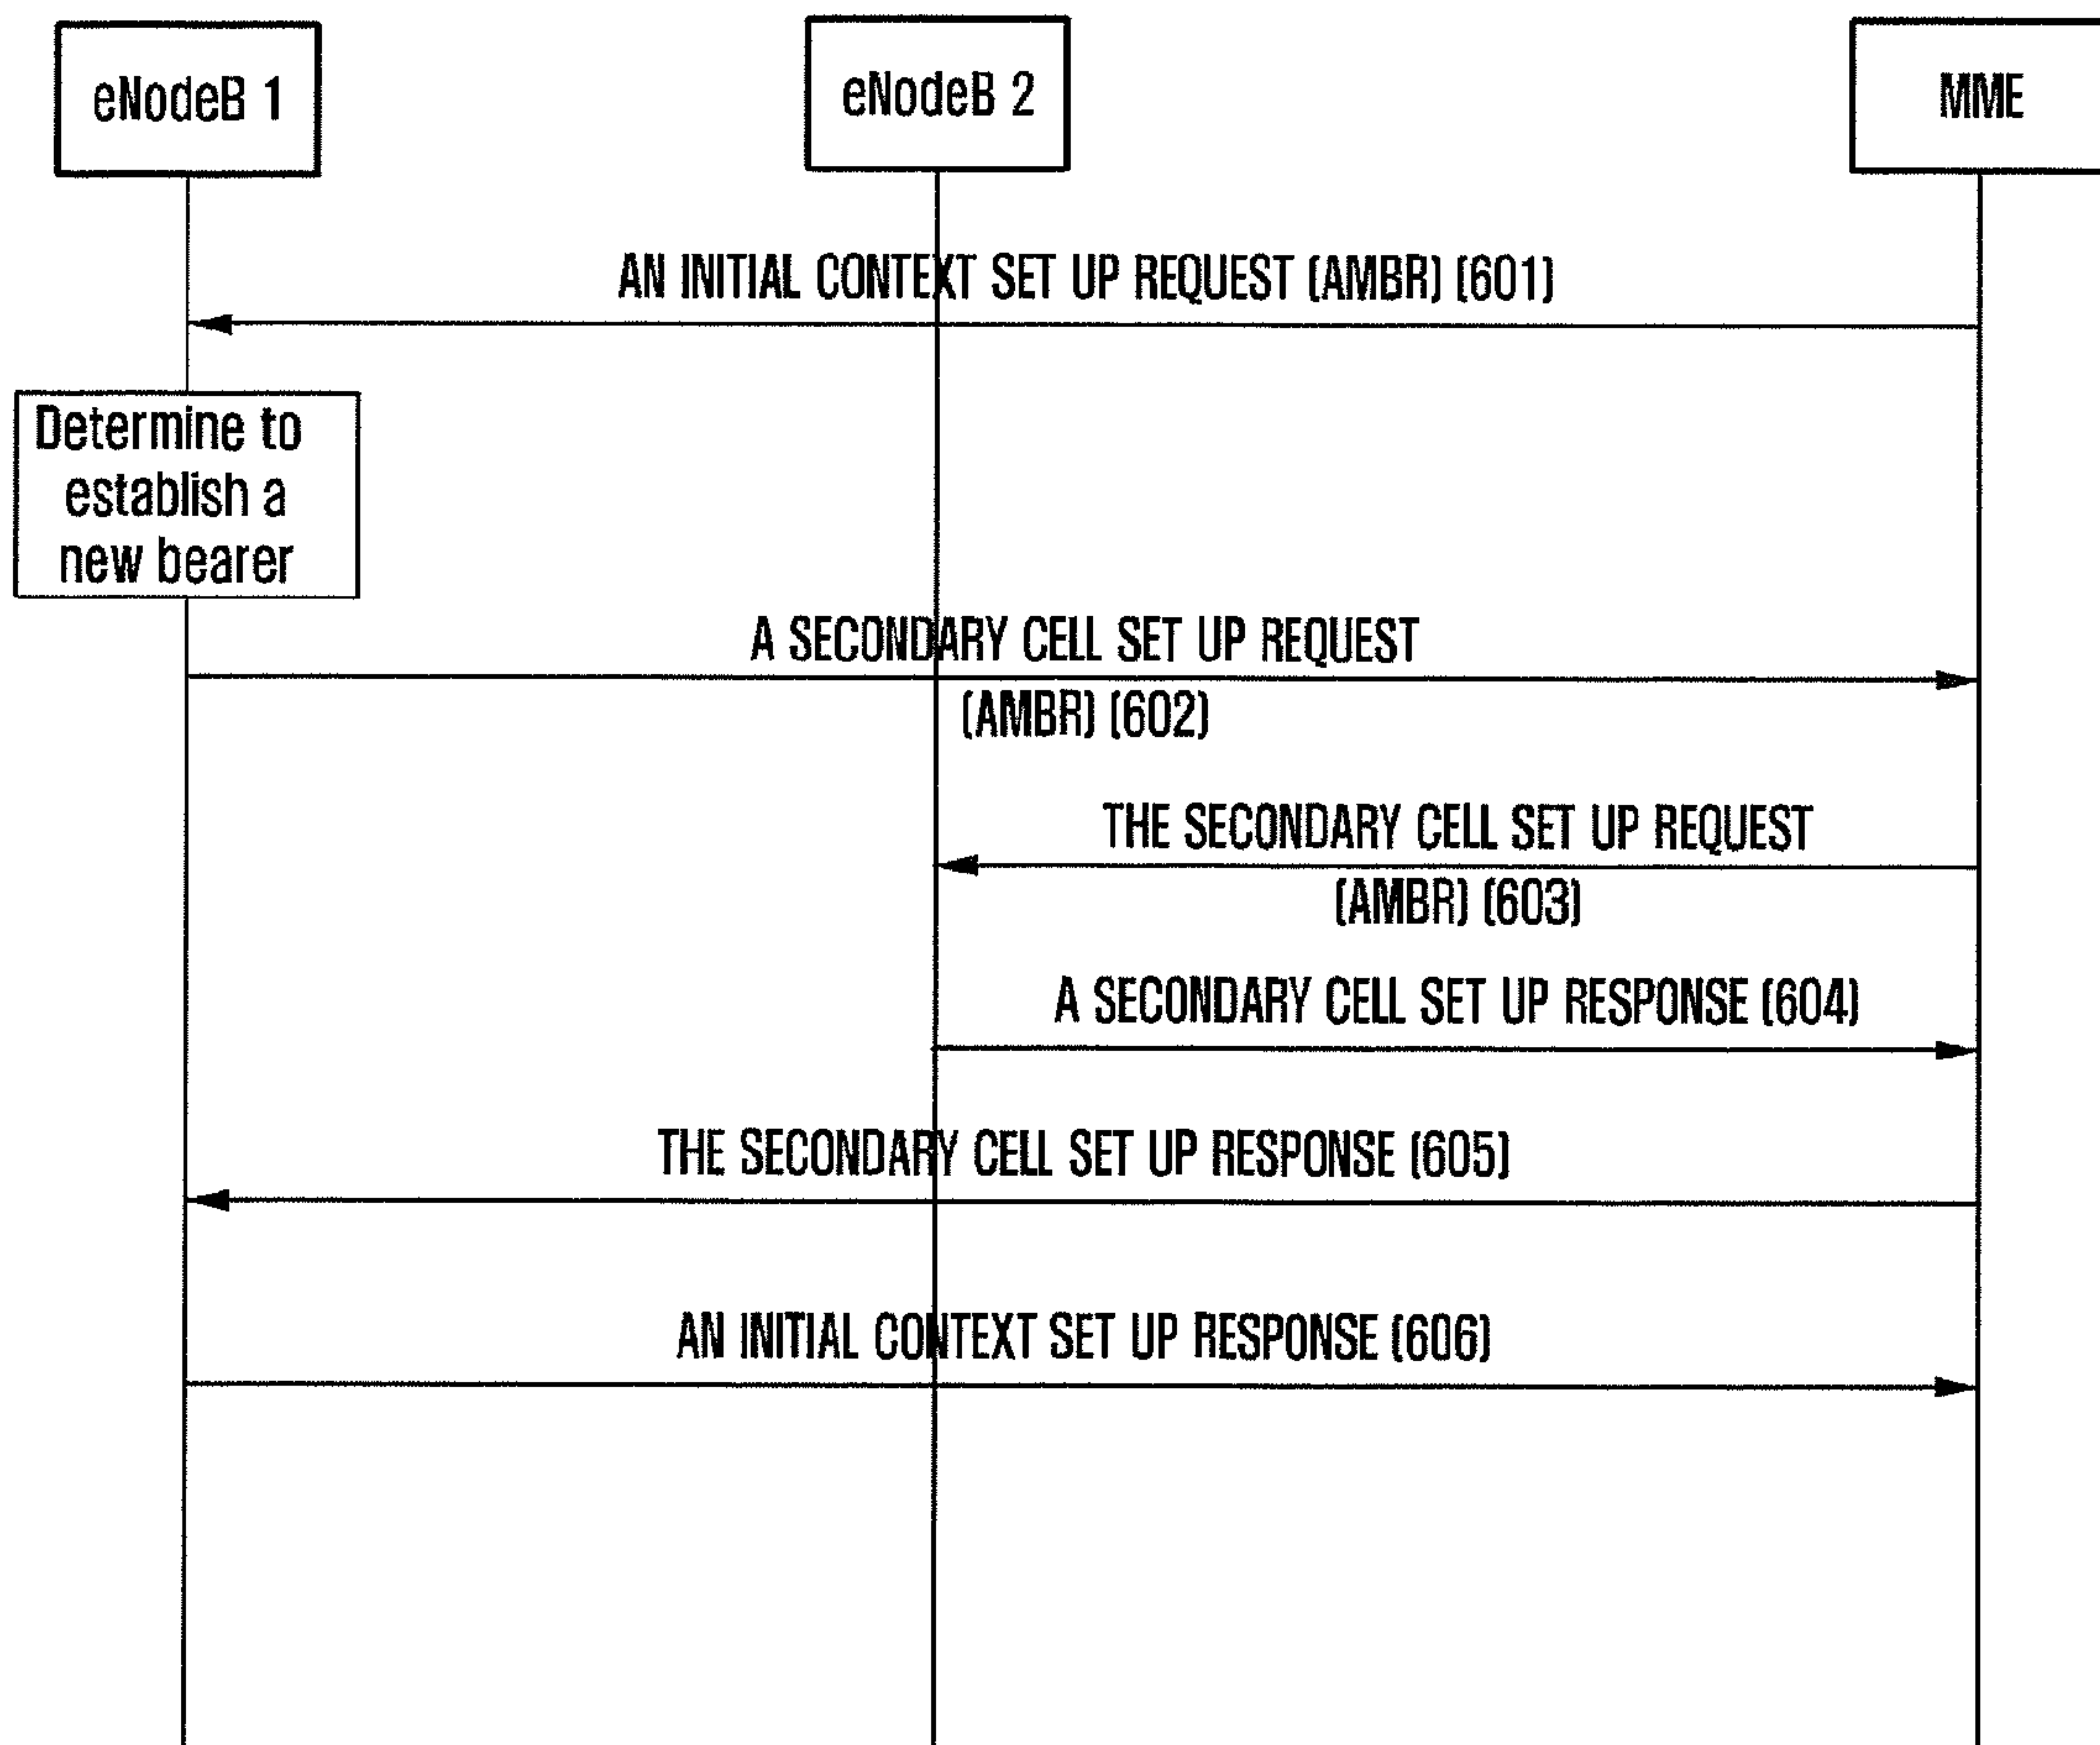 eNodeB 1
eNodeB 2
MME
AN INITIAL CONTEXT SET UP REQUEST (AMBR) (601)
Determine to
establish a
new bearer
A SECONDARY CELL SET UP REQUEST
(AMBR) (602)
THE SECONDARY CELL SET UP REQUEST
(AMBR) (603)
A SECONDARY CELL SET UP RESPONSE (604)
THE SECONDARY CELL SET UP RESPONSE (605)
AN INITIAL CONTEXT SET UP RESPONSE (606)